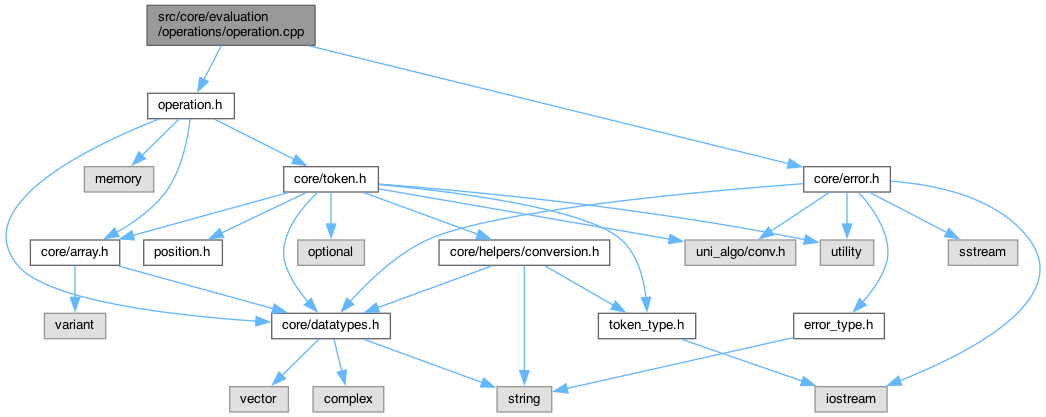 src/core/evaluation
/operations/operation.cpp
operation.h
memory
core/token.h
core/error.h
core/array.h
position.h
optional
core/helpers/conversion.h
uni_algo/conv.h
utility
sstream
variant
core/datatypes.h
token_type.h
error_type.h
vector
complex
string
iostream